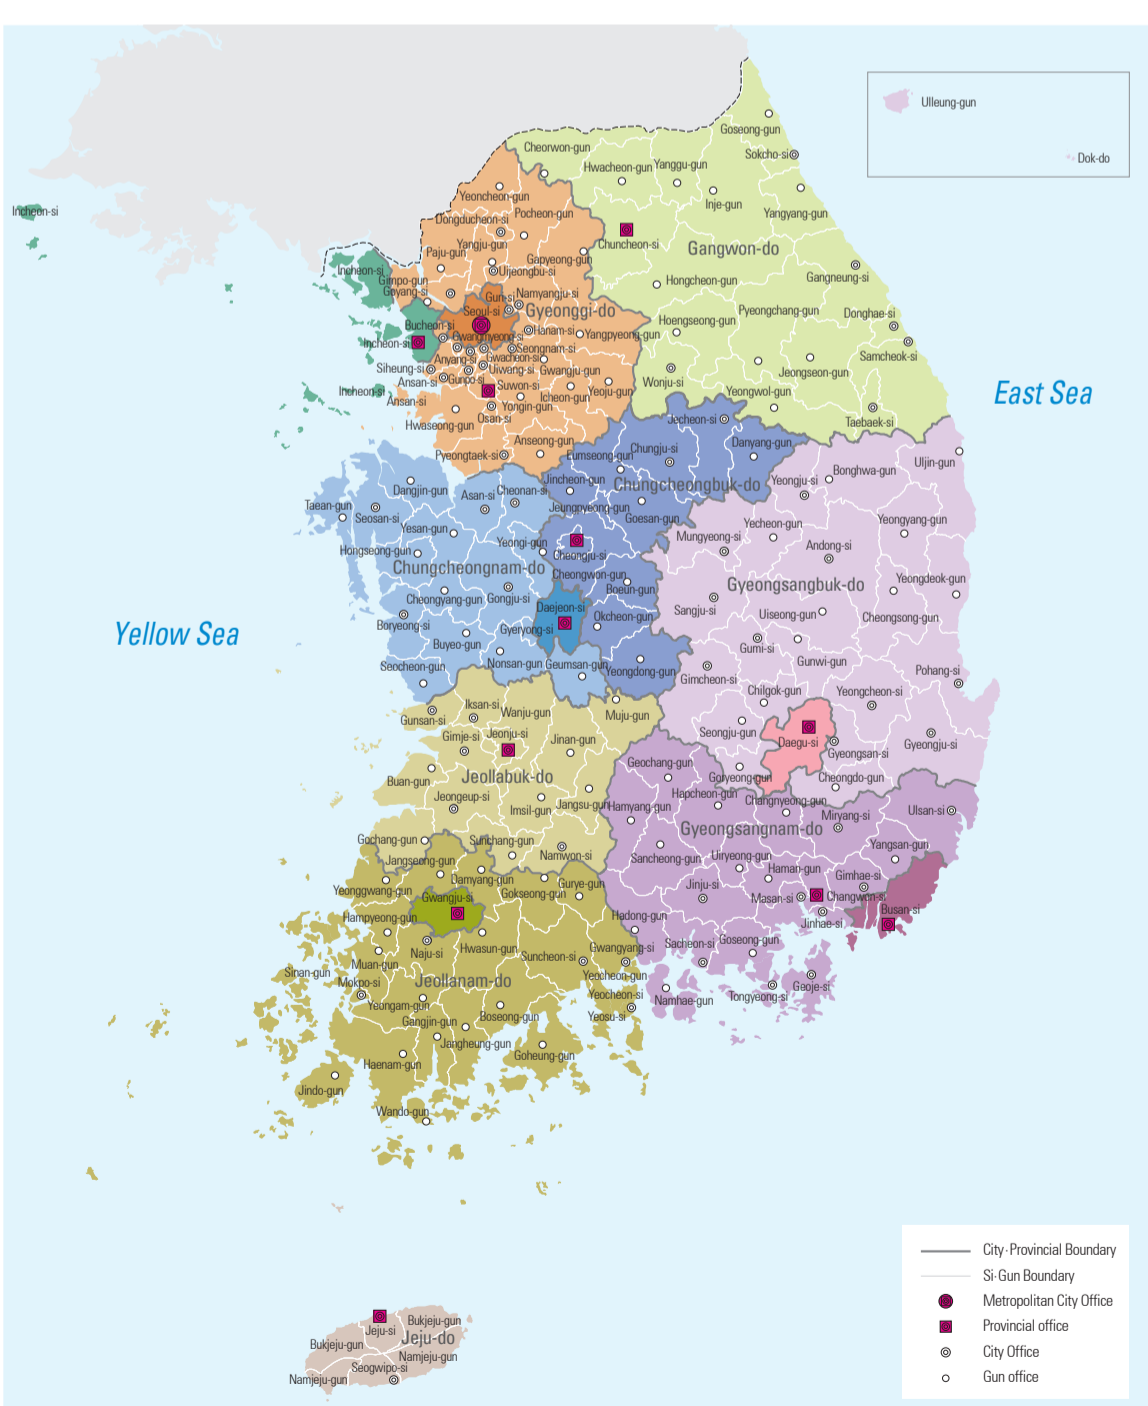 Ulleung-gun
Dok-do
Goseong-gun
Cheorwon-gun
Sokcho-si
Hwacheon-gun
Yanggu-gun
Inje-gun
Yeoncheon-gun
Incheon-si
Pocheon-gun
Yangyang-gun
Dongducheon-si
Chuncheon-si
Gangwon-do
Yangju-gun
Paju-gun
Gapyeong-gun
Uijeongbu-si
Incheon-si
Gimpo-gun
Goyang-si
Gangneung-si
Hongcheon-gun
Guri-si
Namyangju-si
Seoul-si
Gyeonggi-do
Pyeongchang-gun
Donghae-si
Hoengseong-gun
Bucheon-si
Gwangmyeong-si
Hanam-si
Yangpyeong-gun
Incheon-si
Seongnam-si
Anyang-si
Gwacheon-si
Samcheok-si
Siheung-si
Uiwang-si
Gwangju-gun
Jeongseon-gun
Ansan-si
Gunpo-si
Suwon-si
Wonju-si
Incheon-si
Icheon-gun
Yeoju-gun
Yeongwol-gun
East Sea
Ansan-si
Yongin-gun
Osan-si
Hwaseong-gun
Jecheon-si
Taebaek-si
Anseong-gun
Danyang-gun
Pyeongtaek-si
Eumseong-gun
Chungju-si
Uljin-gun
Bonghwa-gun
Jincheon-gun
Chungcheongbuk-do
Yeongju-si
Dangjin-gun
Asan-si
Cheonan-si
Jeungnyeong-gun
Taean-gun
Seosan-si
Goesan-gun
Yesan-gun
Yecheon-gun
Yeongyang-gun
Mungyeong-si
Yeongi-gun
Andong-si
Hongseong-gun
Cheongju-si
Chungcheongnam-do
Cheongwon-gun
Gyeongsangbuk-do
Yeongdeok-gun
Boeun-gun
Cheongyang-gun
Gongju-si
Daejeon-si
Sangju-si
Uiseong-gun
Cheongsong-gun
Okcheon-gun
Boryeong-si
Gyeryong-si
Yellow Sea
Buyeo-gun
Gumi-si
Gunwi-gun
Seocheon-gun
Nonsan-gun
Geumsan-gun
Yeongdong-gun
Gimcheon-si
Pohang-si
Chilgok-gun
Yeongcheon-si
Iksan-si
Wanju-gun
Muju-gun
Gunsan-si
Gimje-si
Jeonju-si
Jinan-gun
Seongju-gun
Daegu-si
Gyeongsan-si
Gyeongju-si
Geochang-gun
Buan-gun
Jeollabuk-do
Goryeong-gun
Cheongdo-gun
Jeongeup-si
Imsil-gun
Jangsu-gun
Hamyang-gun
Hapcheon-gun
Changnyeong-gun
Miryang-si
Ulsan-si
Gyeongsangnam-do
Gochang-gun
Sunchang-gun
Yangsan-gun
Jangseong-gun
Namwon-si
Sancheong-gun
Uiryeong-gun
Haman-gun
Damyang-gun
Gimhae-si
Yeonggwang-gun
Gokseong-gun
Gurye-gun
Jinju-si
Masan-si
Changwen-si
Gwangju-si
Busan-si
Hampyeong-gun
Hadong-gun
Jinhae-si
Naju-si
Hwasun-gun
Suncheon-si
Gwangyang-si
Sacheon-si
Goseong-gun
Muan-gun
Sinan-gun
Mokpo-si
Jeollanam-do
Yeocheon-gun
Geoje-si
Yeocheon-si
Namhae-gun
Tongyeong-si
Yeongam-gun
Boseong-gun
Yeosu-si
Gangjin-gun
Jangheung-gun
Goheung-gun
Haenam-gun
Jindo-gun
Wando-gun
City·Provincial Boundary
Si·Gun Boundary
Metropolitan City Office
Provincial office
City Office
Gun office
Bukjeju-gun
Jeju-si
Jeju-do
Bukjeju-gun
Namjeju-gun
Seogwipo-si
Namjeju-gun